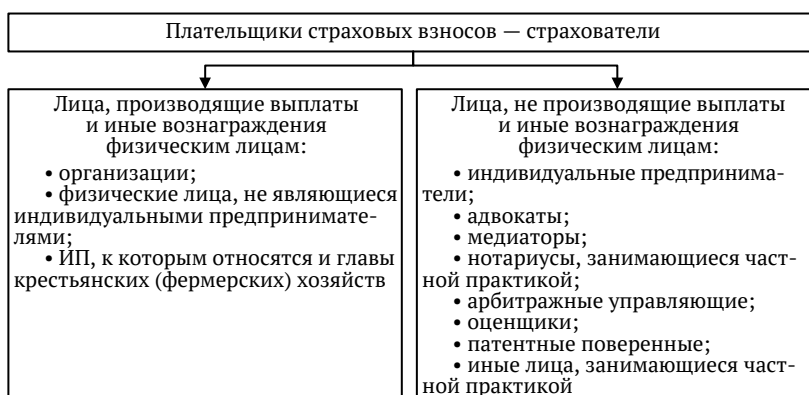 Плательщики страховых взносов — страхователи
Лица, производящие выплаты
и иные вознаграждения
физическим лицам:
• организации;
• физические лица, не являющиеся
индивидуальными предпринимате-
лями;
• ИП, к которым относятся и главы
крестьянских (фермерских) хозяйств
Лица, не производящие выплаты
и иные вознаграждения
физическим лицам:
• индивидуальные предпринима-
тели;
• адвокаты;
• медиаторы;
• нотариусы, занимающиеся част-
ной практикой;
• арбитражные управляющие;
• оценщики;
• патентные поверенные;
• иные лица, занимающиеся част-
ной практикой